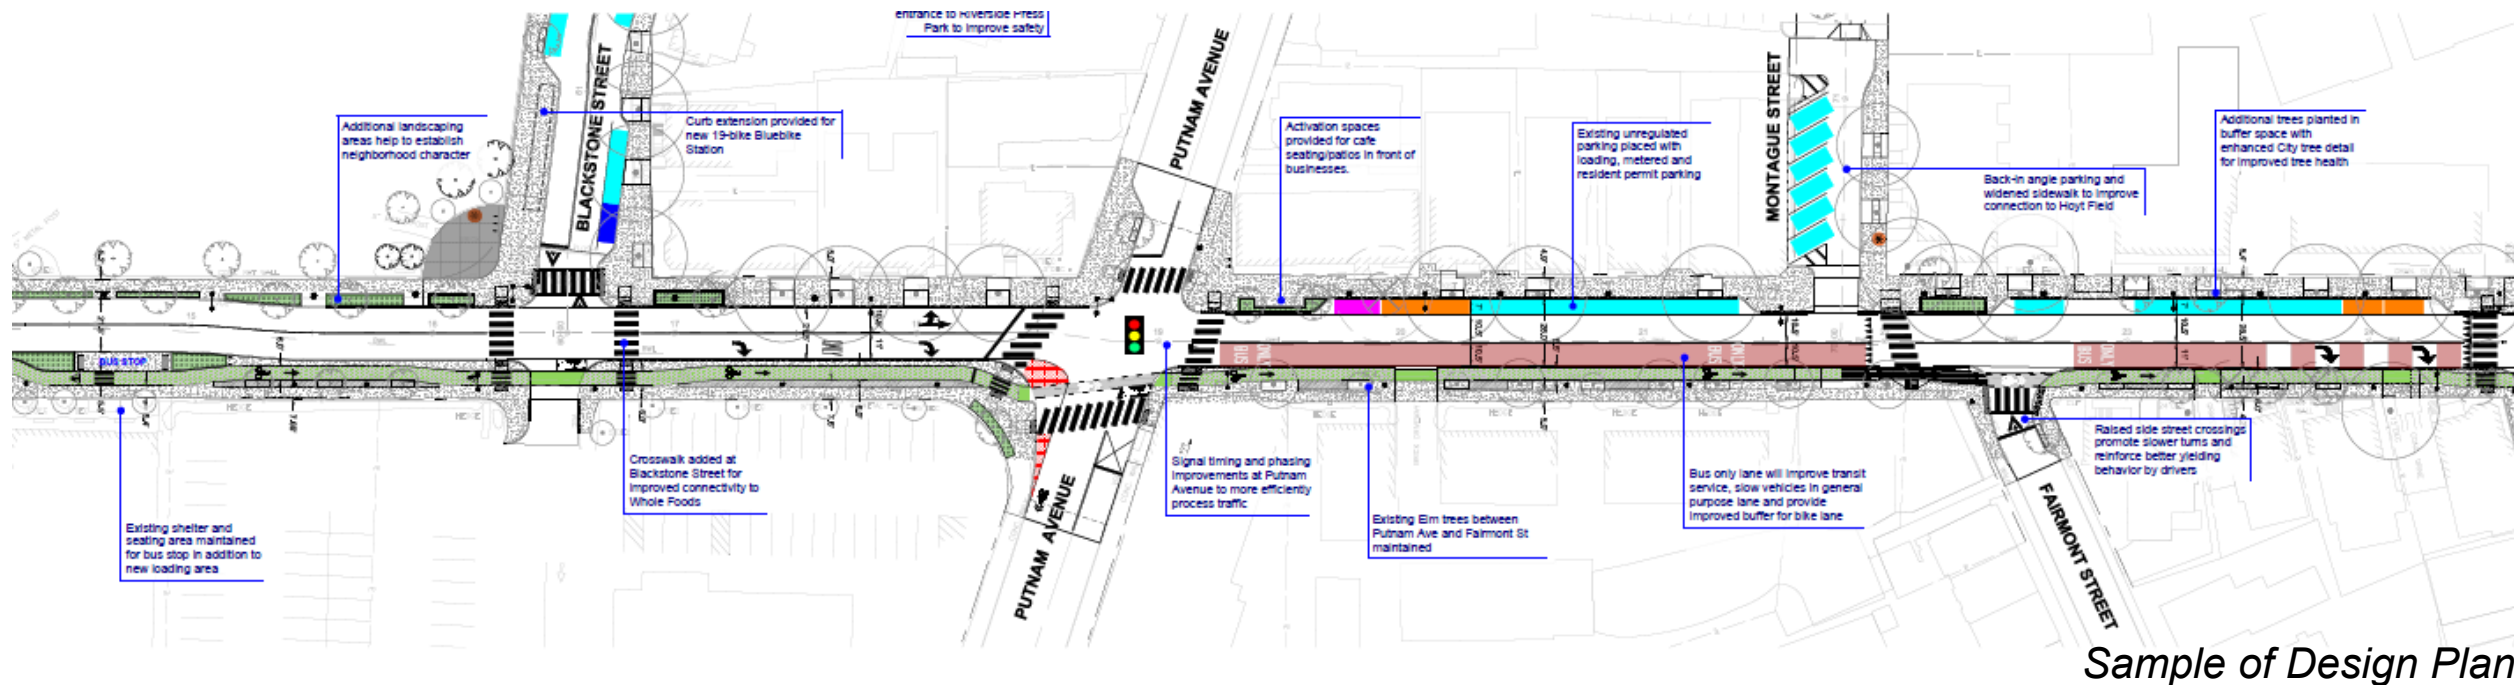 entrance to Riverside Press
Park to improve safety
Additional landscaping
areas help to establish
neighborhood character
BLACKSTONE STREET
Curb extension provided for
new 19-bike Bluebike
Station
PUTNAM AVENUE
Activation spaces
provided for cafe
seating/patios in front of
businesses.
Existing unregulated
parking placed with
loading, metered and
resident permit parking
MONTAGUE STREET
Back-in angle parking and
widened sidewalk to improve
connection to Hoyt Field
Additional trees planted in
buffer space with
enhanced City tree detail
for improved tree health
BUS STOP
BUS
ONLY
BUS
ONLY
BUS
ONLY
Existing shelter and
seating area maintained
for bus stop in addition to
new loading area
Crosswalk added at
Blackstone Street for
improved connectivity to
Whole Foods
PUTNAM AVENUE
Signal timing and phasing
improvements at Putnam
Avenue to more efficiently
process traffic
Existing Elm trees between
Putnam Ave and Fairmont St
maintained
Bus only lane will improve transit
service, slow vehicles in general
purpose lane and provide
improved buffer for bike lane
Raised side street crossings
promote slower turns and
reinforce better yielding
behavior by drivers
FAIRMONT STREET
Sample of Design Plan